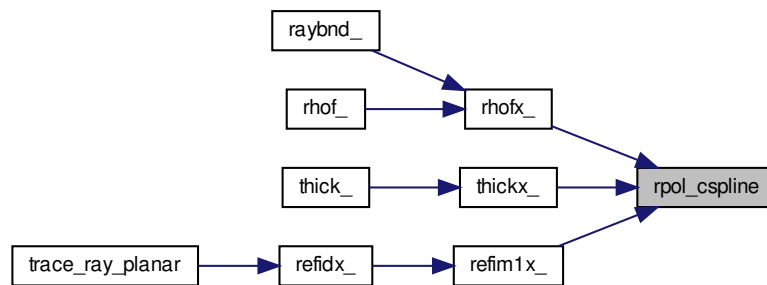 raybnd_
rhof_
rhofx_
thick_
thickx_
rpol_cspline
trace_ray_planar
refidx_
refim1x_